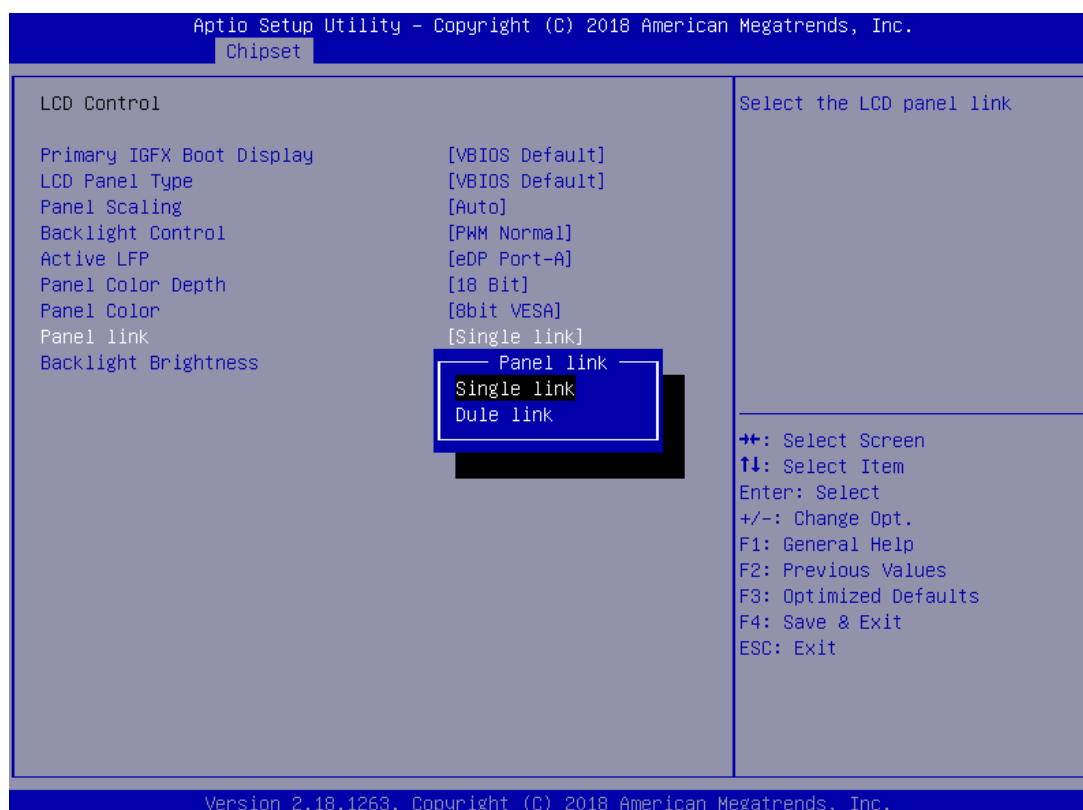 Aptio Setup Utility – Copyright (C) 2018 American Megatrends, Inc.
Chipset
LCD Control
Primary IGFX Boot Display [VBIOS Default]
LCD Panel Type [VBIOS Default]
Panel Scaling [Auto]
Backlight Control [PWM Normal]
Active LFP [eDP Port-A]
Panel Color Depth [18 Bit]
Panel Color [8bit VESA]
Panel link [Single link]
Backlight Brightness
Panel link
Single link
Dule link
Select the LCD panel link
→←: Select Screen
↑↓: Select Item
Enter: Select
+/-: Change Opt.
F1: General Help
F2: Previous Values
F3: Optimized Defaults
F4: Save & Exit
ESC: Exit
Version 2.18.1263. Copyright (C) 2018 American Megatrends, Inc.